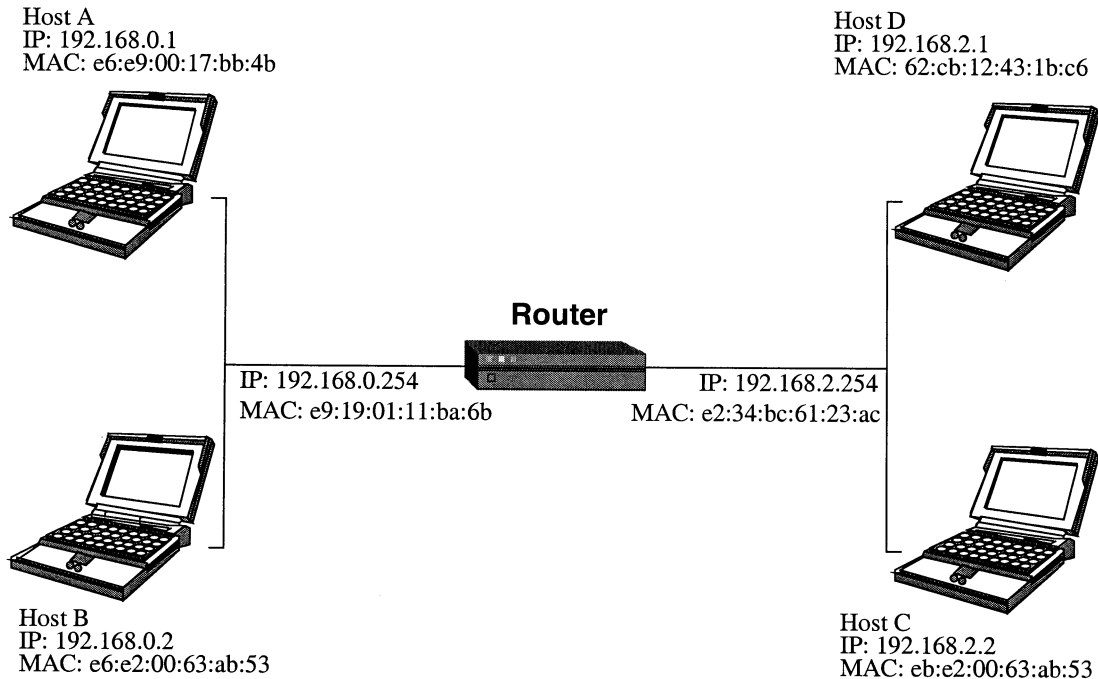 Host A
IP: 192.168.0.1
MAC: e6:e9:00:17:bb:4b
Host D
IP: 192.168.2.1
MAC: 62:cb:12:43:1b:c6
Router
IP: 192.168.0.254
MAC: e9:19:01:11:ba:6b
IP: 192.168.2.254
MAC: e2:34:bc:61:23:ac
Host B
IP: 192.168.0.2
MAC: e6:e2:00:63:ab:53
Host C
IP: 192.168.2.2
MAC: eb:e2:00:63:ab:53